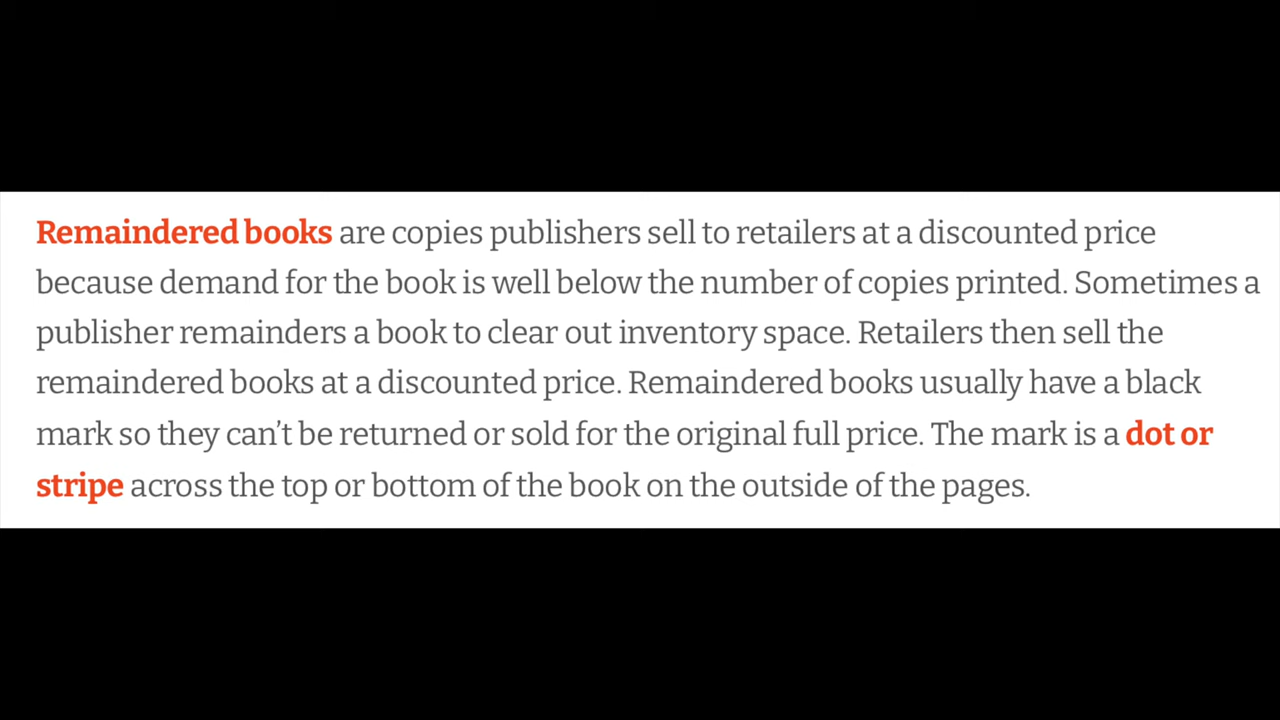 Remaindered books are copies publishers sell to retailers at a discounted price
because demand for the book is well below the number of copies printed. Sometimes a
publisher remainders a book to clear out inventory space. Retailers then sell the
remaindered books at a discounted price. Remaindered books usually have a black
mark so they can’t be returned or sold for the original full price. The mark is a dot or
stripe across the top or bottom of the book on the outside of the pages.